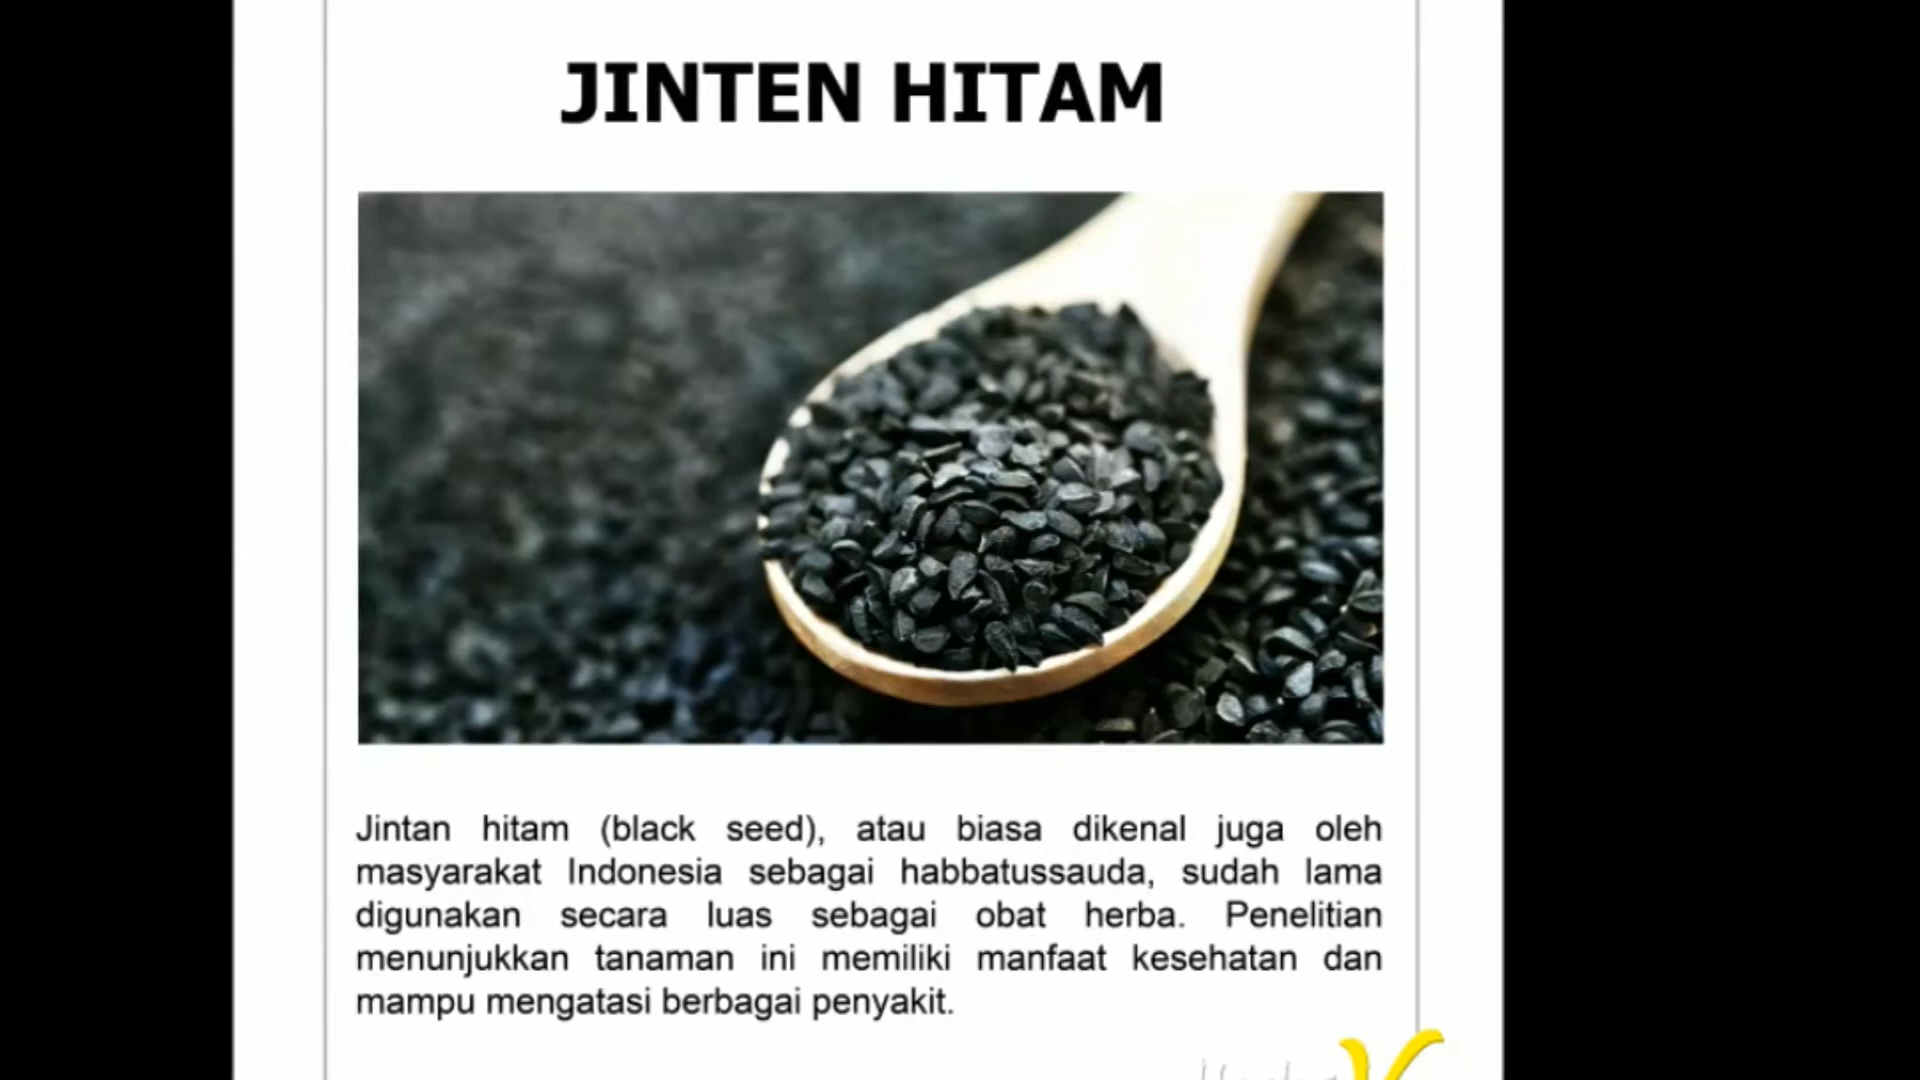 JINTEN HITAM
Jintan hitam (black seed), atau biasa dikenal juga oleh
masyarakat Indonesia sebagai habbatussauda, sudah lama
digunakan secara luas sebagai obat herba. Penelitian
menunjukkan tanaman ini memiliki manfaat kesehatan dan
mampu mengatasi berbagai penyakit.